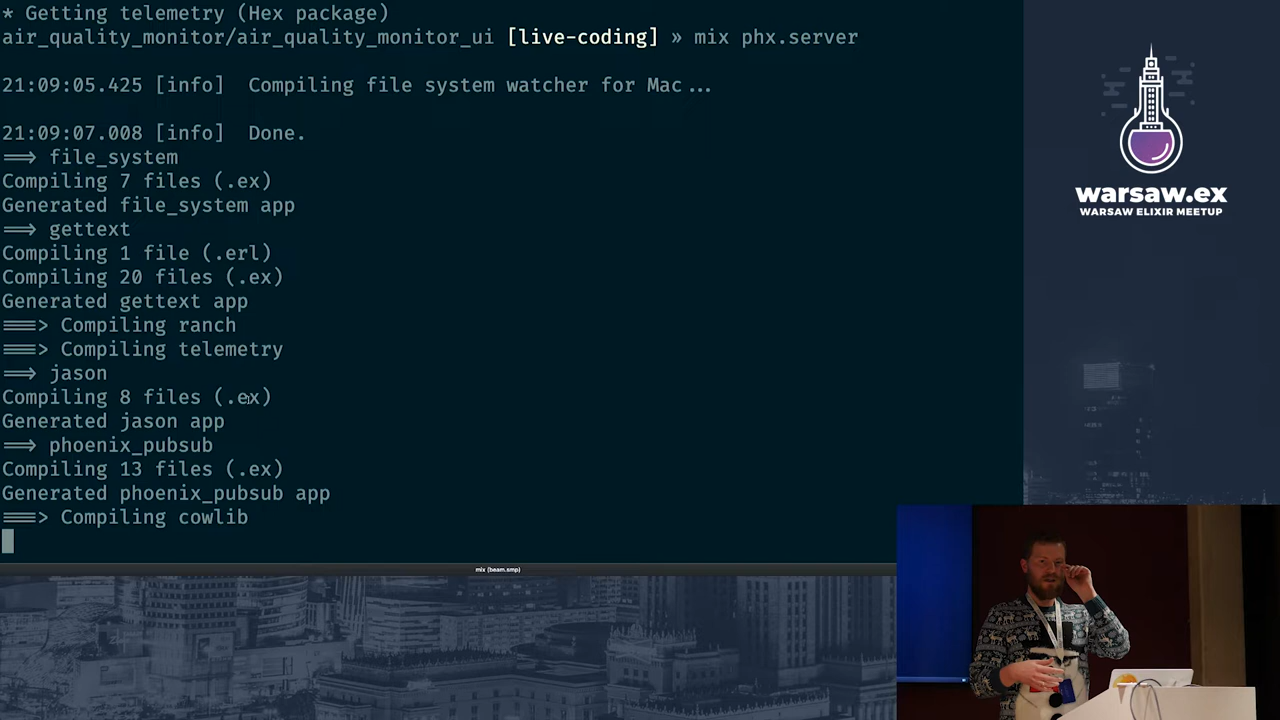 * Getting telemetry (Hex package)
air_quality_monitor/air_quality_monitor_ui [live-coding] » mix phx.server
21:09:05.425 [info]  Compiling file system watcher for Mac...
21:09:07.008 [info]  Done.
==> file_system
Compiling 7 files (.ex)
Generated file_system app
==> gettext
Compiling 1 file (.erl)
Compiling 20 files (.ex)
Generated gettext app
===> Compiling ranch
===> Compiling telemetry
==> jason
Compiling 8 files (.ex)
Generated jason app
==> phoenix_pubsub
Compiling 13 files (.ex)
Generated phoenix_pubsub app
===> Compiling cowlib
mix (beam.smp)
warsaw.ex
WARSAW ELIXIR MEETUP